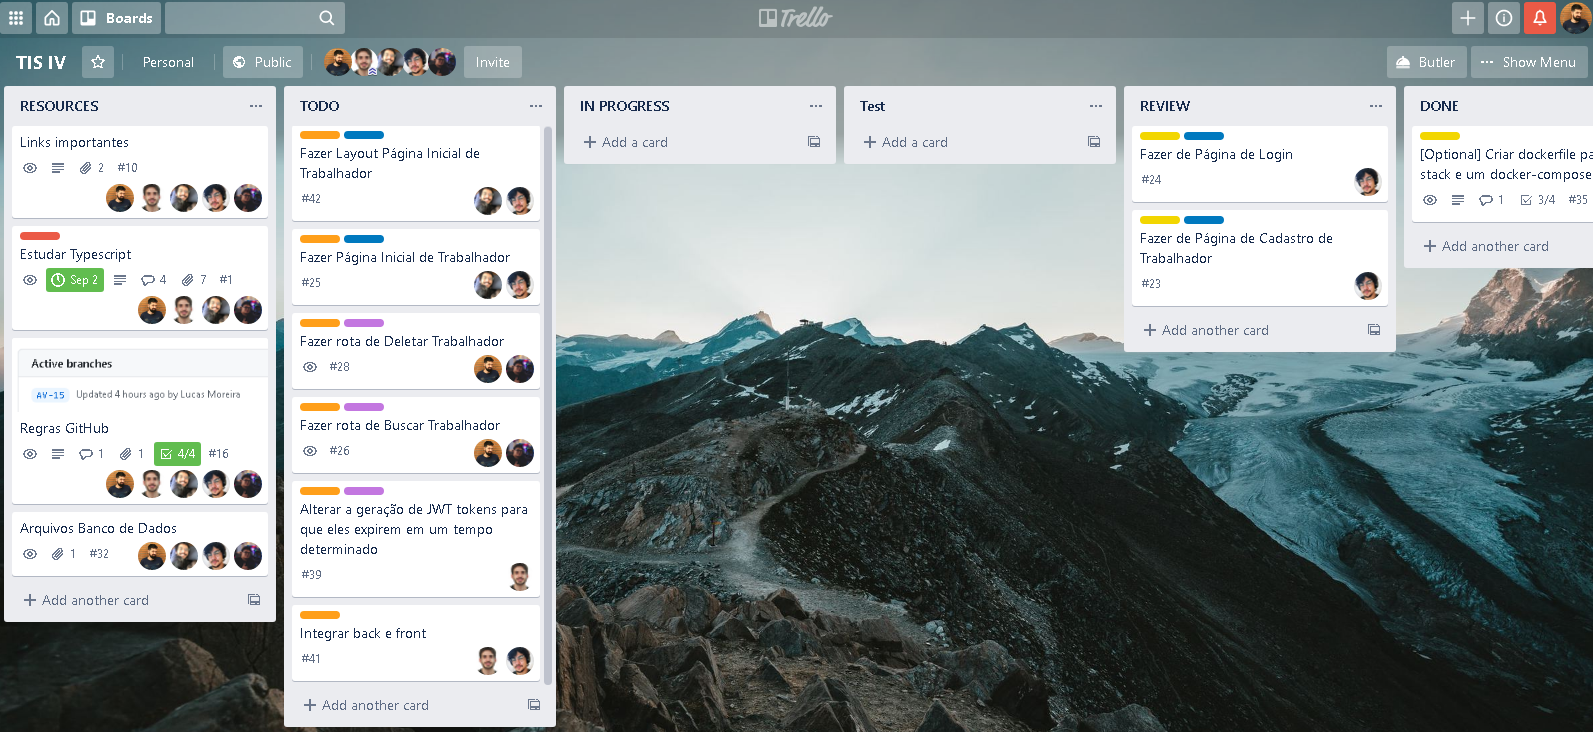 Boards
Trello
TIS IV
Personal
Public
Invite
Butler
Show Menu
RESOURCES
Links importantes
2 #10
Estudar Typescript
Sep 2 4 7 #1
Active branches
AV-15 Updated 4 hours ago by Lucas Moreira
Regras GitHub
1 1 4/4 #16
Arquivos Banco de Dados
1 #32
Add another card
TODO
Fazer Layout Página Inicial de
Trabalhador
#42
Fazer Página Inicial de Trabalhador
#25
Fazer rota de Deletar Trabalhador
#28
Fazer rota de Buscar Trabalhador
#26
Alterar a geração de JWT tokens para
que eles expirem em um tempo
determinado
#39
Integrar back e front
#41
Add another card
IN PROGRESS
Add a card
Test
Add a card
REVIEW
Fazer de Página de Login
#24
Fazer de Página de Cadastro de
Trabalhador
#23
Add another card
DONE
[Optional] Criar dockerfile pa
stack e um docker-compose
1 3/4 #35
Add another card